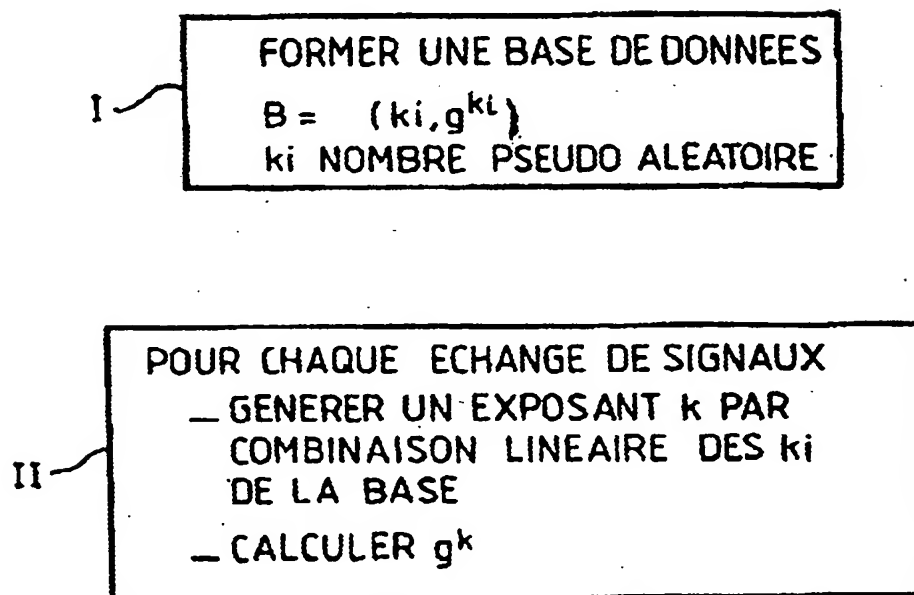 FORMER UNE BASE DE DONNEES
I
B = (ki, g^ki)
ki NOMBRE PSEUDO ALEATOIRE
POUR CHAQUE ECHANGE DE SIGNAUX
— GENERER UN EXPOSANT k PAR
COMBINAISON LINEAIRE DES ki
II
DE LA BASE
— CALCULER g^k